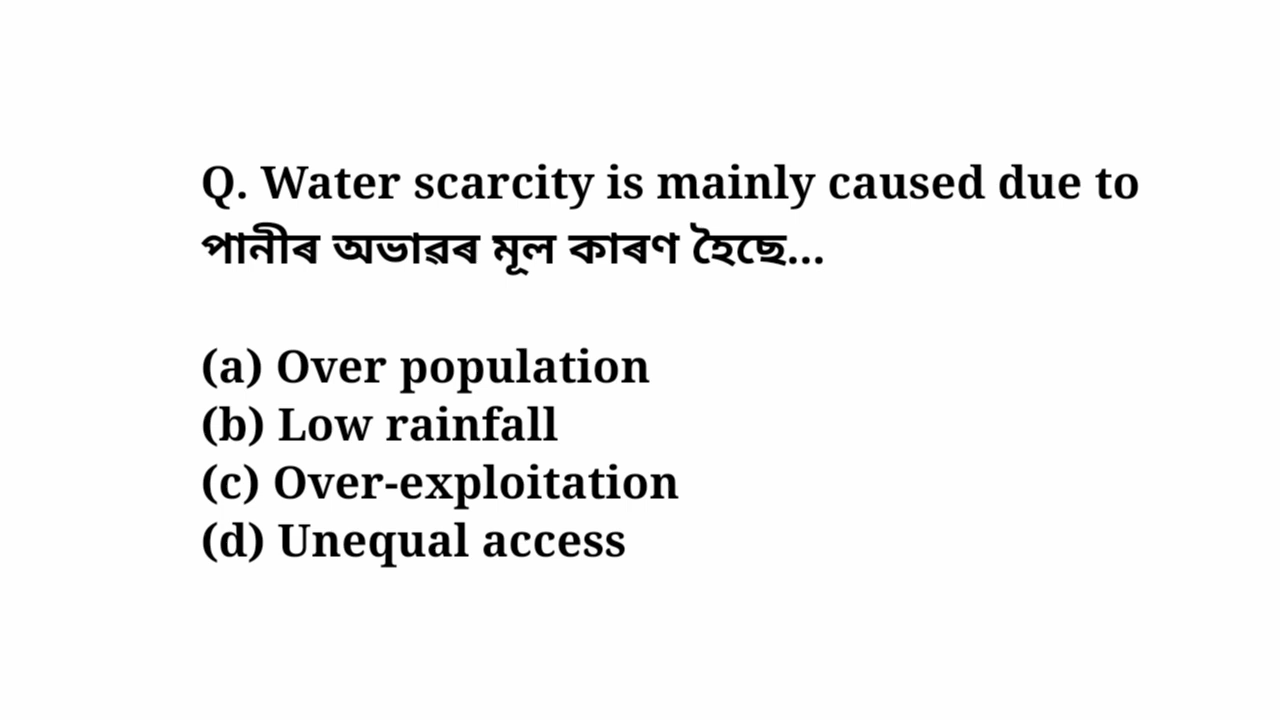 Q. Water scarcity is mainly caused due to
পানীৰ অভাৱৰ মূল কাৰণ হৈছে...
(a) Over population
(b) Low rainfall
(c) Over-exploitation
(d) Unequal access